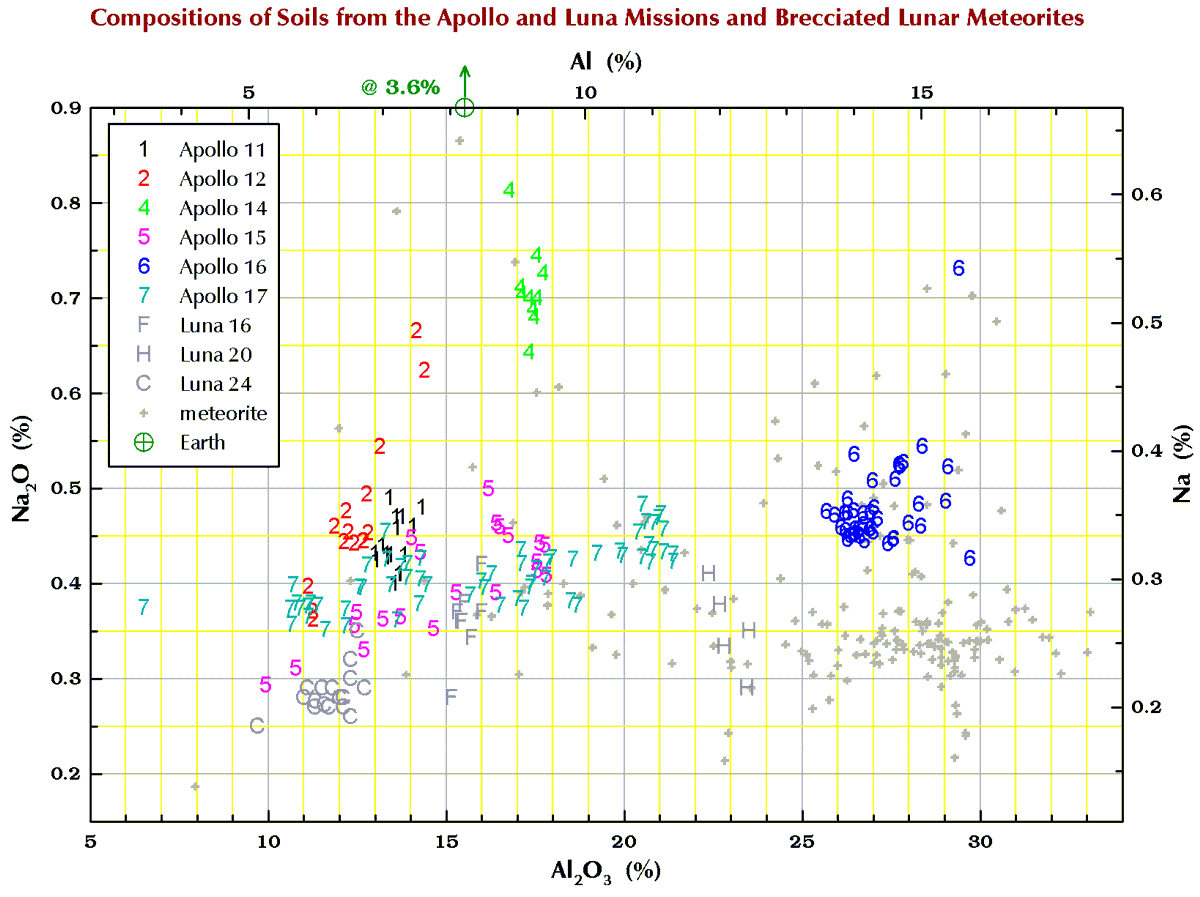 Compositions of Soils from the Apollo and Luna Missions and Brecciated Lunar Meteorites
Al (%)
@ 3.6%
5 10 15
0.9
0.8
0.7
0.6
0.5
0.4
0.3
0.2
Na₂O (%)
1 Apollo 11
2 Apollo 12
4 Apollo 14
5 Apollo 15
6 Apollo 16
7 Apollo 17
F Luna 16
H Luna 20
C Luna 24
meteorite
Earth
0.6
0.5
0.4
0.3
0.2
Na (%)
5 10 15 20 25 30
Al₂O₃ (%)